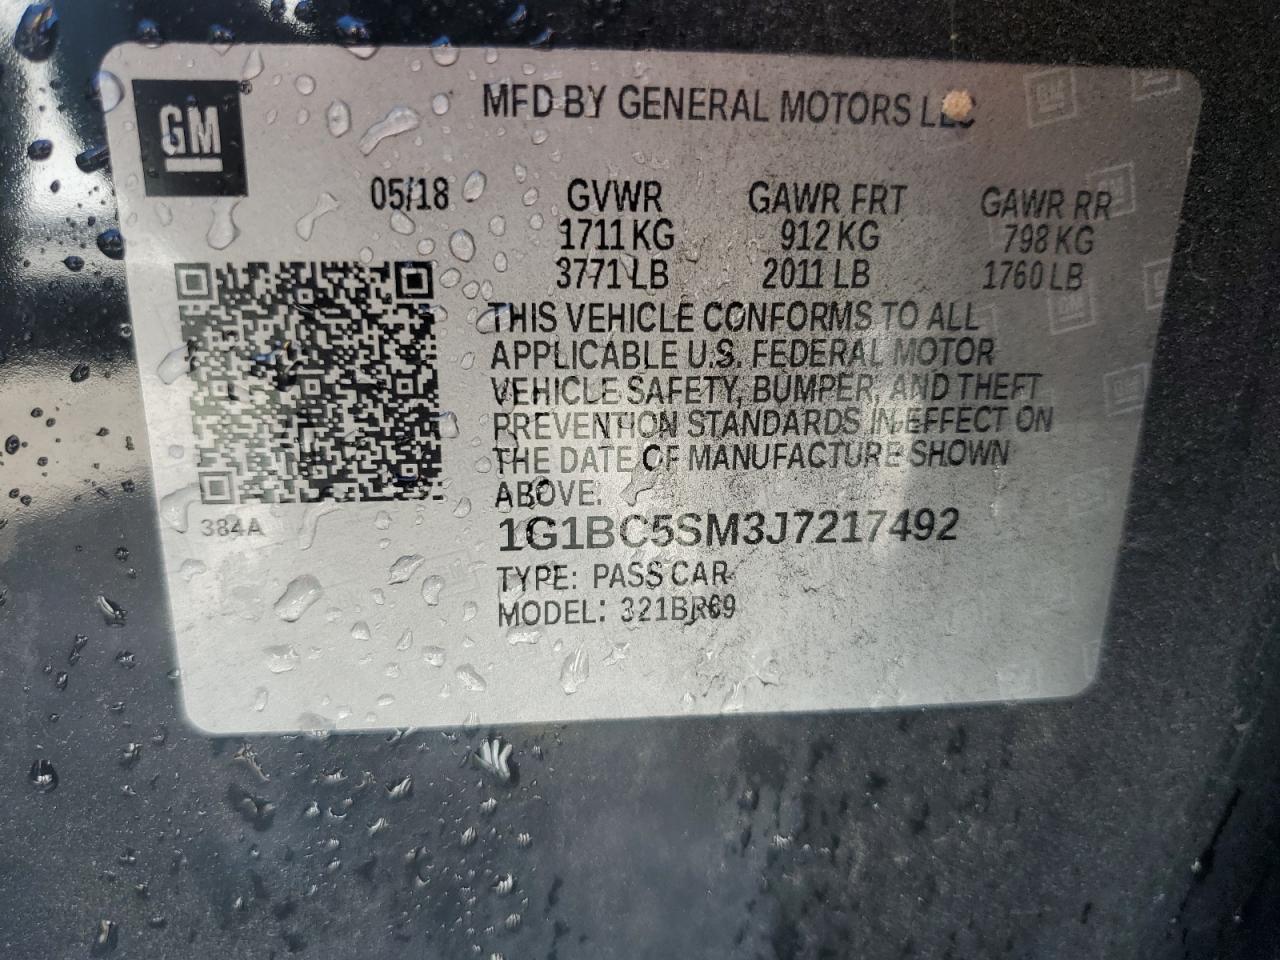 GM
MFD BY GENERAL MOTORS LLC
05/18 GVWR GAWR FRT GAWR RR
1711 KG 912 KG 798 KG
3771 LB 2011 LB 1760 LB
THIS VEHICLE CONFORMS TO ALL
APPLICABLE U.S. FEDERAL MOTOR
VEHICLE SAFETY, BUMPER, AND THEFT
PREVENTION STANDARDS IN EFFECT ON
THE DATE OF MANUFACTURE SHOWN
ABOVE.
384A
1G1BC5SM3J7217492
TYPE: PASS CAR
MODEL: 321BR69